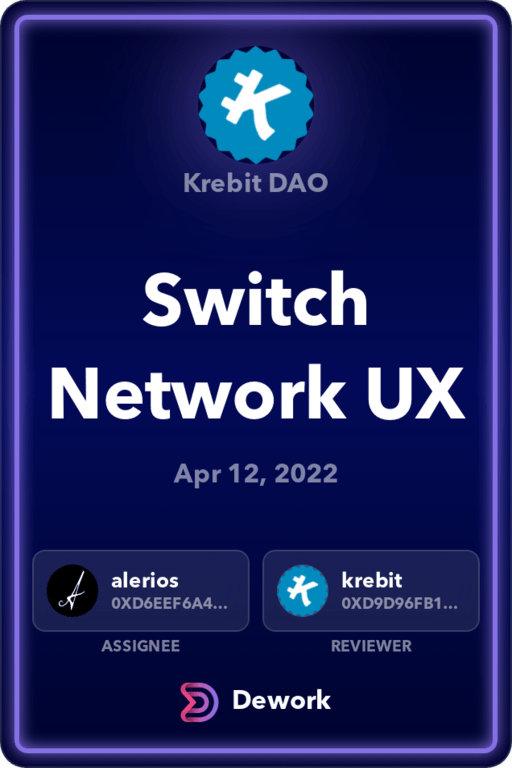 Krebit DAO
Switch
Network UX
Apr 12, 2022
alerios
0XD6EEF6A4...
ASSIGNEE
krebit
0XD9D96FB1...
REVIEWER
Dework